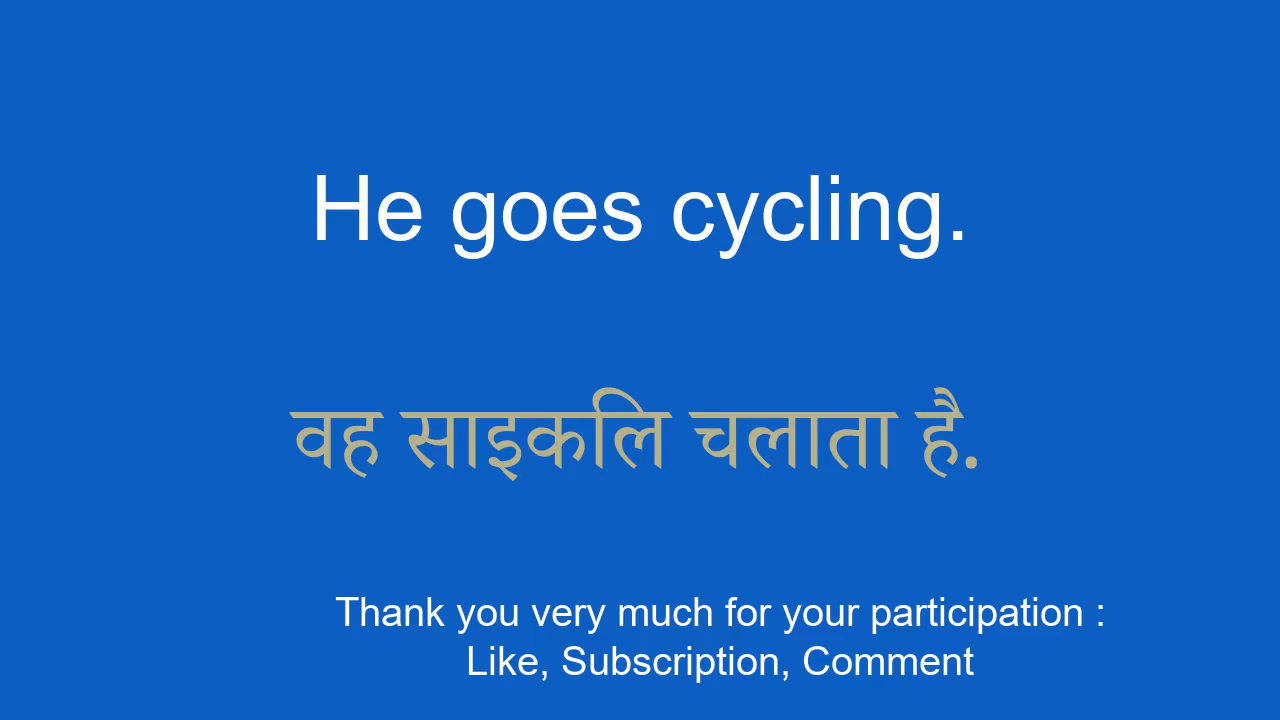 He goes cycling.
वह साइकलि चलाता है.
Thank you very much for your participation :
Like, Subscription, Comment